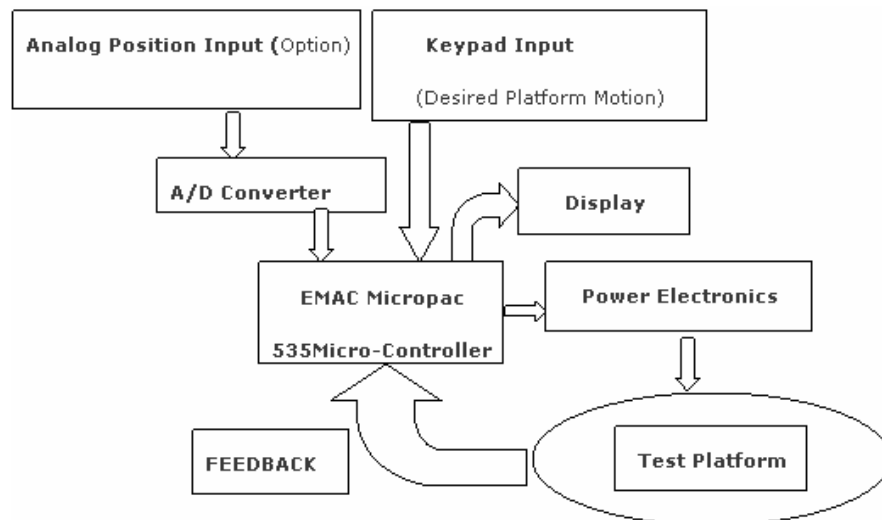 Analog Position Input (Option)
Keypad Input
(Desired Platform Motion)
A/D Converter
Display
EMAC Micropac
535Micro-Controller
Power Electronics
FEEDBACK
Test Platform